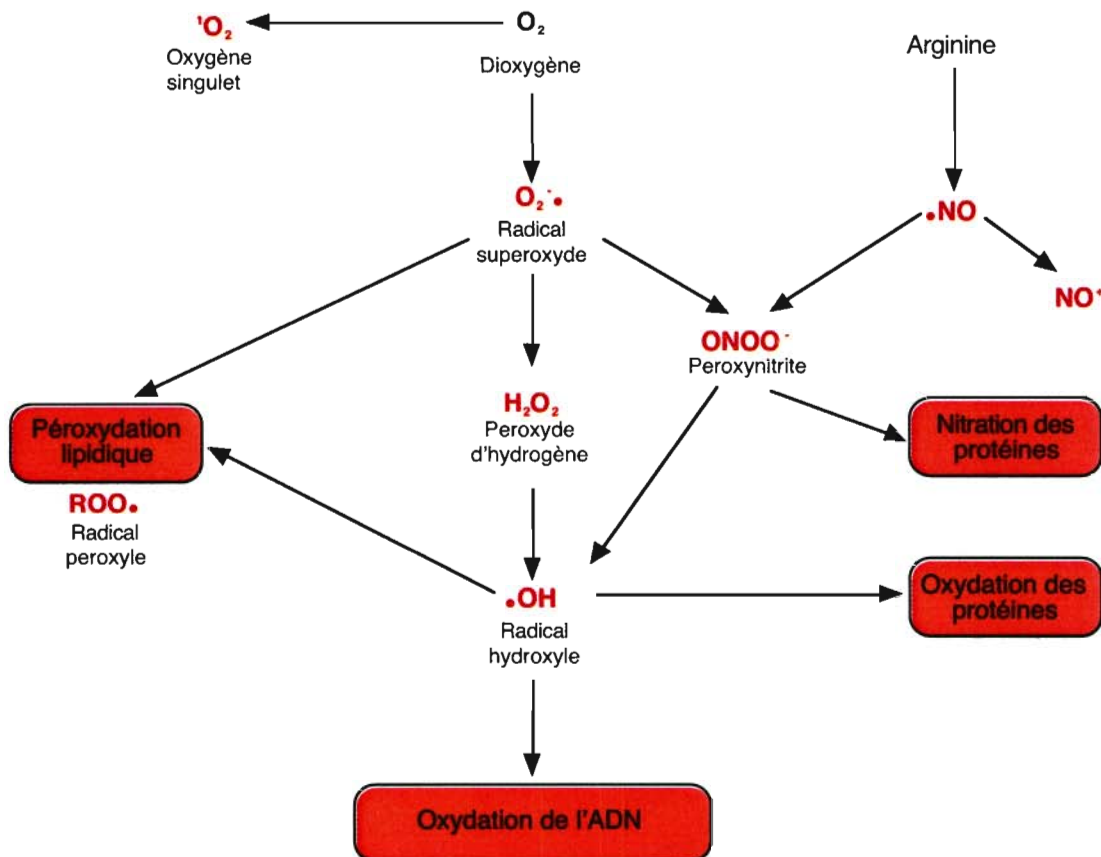 ¹O₂
Oxygène
singulet
O₂
Dioxygène
Arginine
O₂⁻•
Radical
superoxyde
•NO
NO⁺
ONOO⁻
Peroxynitrite
H₂O₂
Peroxyde
d'hydrogène
Péroxydation
lipidique
ROO•
Radical
peroxyle
Nitration des
protéines
•OH
Radical
hydroxyle
Oxydation des
protéines
Oxydation de l'ADN